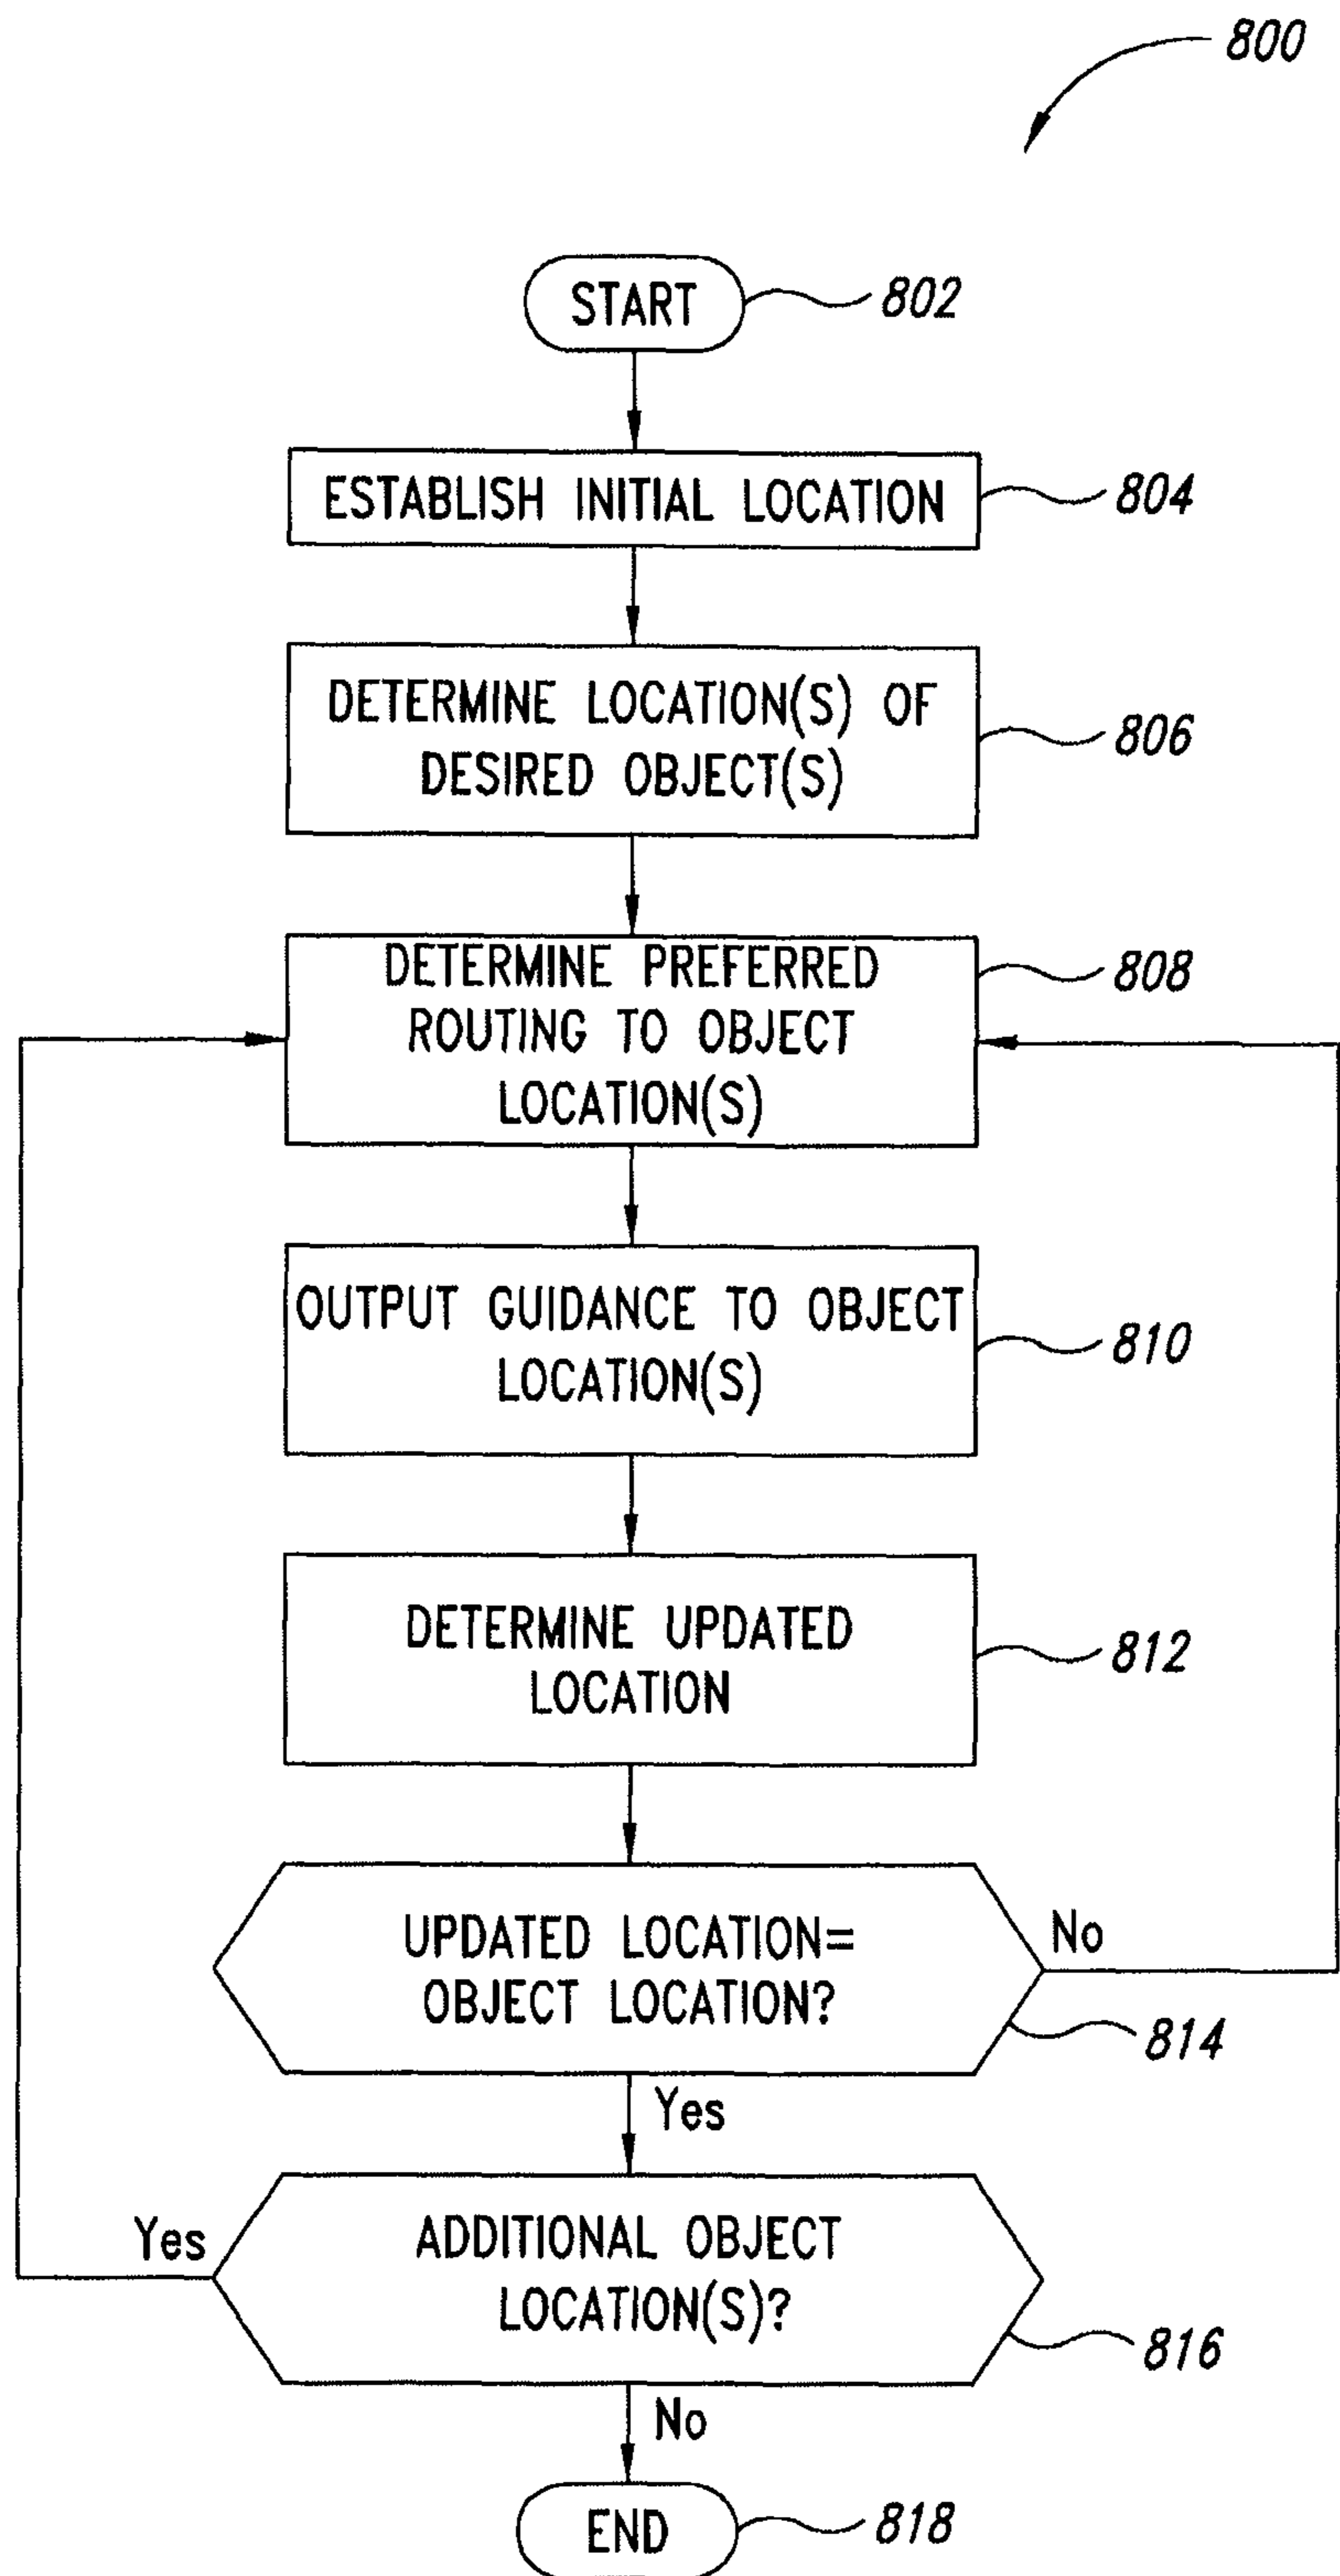 800
START
802
ESTABLISH INITIAL LOCATION
804
DETERMINE LOCATION(S) OF
DESIRED OBJECT(S)
806
DETERMINE PREFERRED
ROUTING TO OBJECT
LOCATION(S)
808
OUTPUT GUIDANCE TO OBJECT
LOCATION(S)
810
DETERMINE UPDATED
LOCATION
812
UPDATED LOCATION=
OBJECT LOCATION?
No
814
Yes
ADDITIONAL OBJECT
LOCATION(S)?
Yes
816
No
END
818